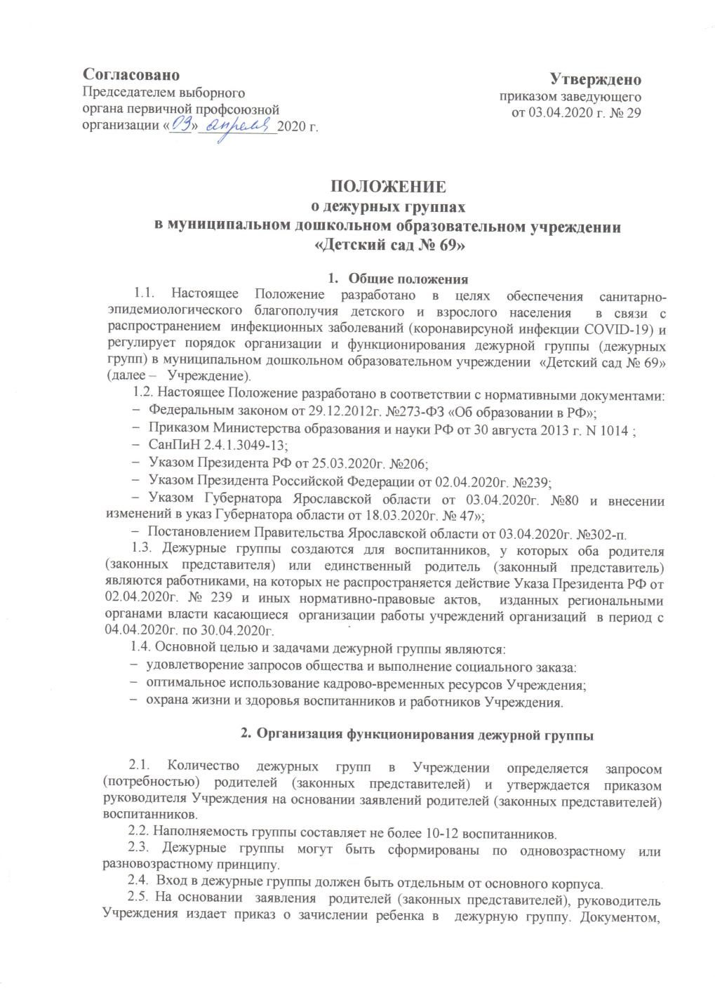 Согласовано
Председателем выборного
органа первичной профсоюзной
организации «03» апреля 2020 г.
Утверждено
приказом заведующего
от 03.04.2020 г. № 29
ПОЛОЖЕНИЕ
о дежурных группах
в муниципальном дошкольном образовательном учреждении
«Детский сад № 69»
1. Общие положения
1.1. Настоящее Положение разработано в целях обеспечения санитарно-
эпидемиологического благополучия детского и взрослого населения в связи с
распространением инфекционных заболеваний (коронавирсуной инфекции COVID-19) и
регулирует порядок организации и функционирования дежурной группы (дежурных
групп) в муниципальном дошкольном образовательном учреждении «Детский сад № 69»
(далее – Учреждение).
1.2. Настоящее Положение разработано в соответствии с нормативными документами:
– Федеральным законом от 29.12.2012г. №273-ФЗ «Об образовании в РФ»;
– Приказом Министерства образования и науки РФ от 30 августа 2013 г. N 1014 ;
– СанПиН 2.4.1.3049-13;
– Указом Президента РФ от 25.03.2020г. №206;
– Указом Президента Российской Федерации от 02.04.2020г. №239;
– Указом Губернатора Ярославской области от 03.04.2020г. №80 и внесении
изменений в указ Губернатора области от 18.03.2020г. № 47»;
– Постановлением Правительства Ярославской области от 03.04.2020г. №302-п.
1.3. Дежурные группы создаются для воспитанников, у которых оба родителя
(законных представителя) или единственный родитель (законный представитель)
являются работниками, на которых не распространяется действие Указа Президента РФ от
02.04.2020г. № 239 и иных нормативно-правовые актов, изданных региональными
органами власти касающиеся организации работы учреждений организаций в период с
04.04.2020г. по 30.04.2020г.
1.4. Основной целью и задачами дежурной группы являются:
– удовлетворение запросов общества и выполнение социального заказа:
– оптимальное использование кадрово-временных ресурсов Учреждения;
– охрана жизни и здоровья воспитанников и работников Учреждения.
2. Организация функционирования дежурной группы
2.1. Количество дежурных групп в Учреждении определяется запросом
(потребностью) родителей (законных представителей) и утверждается приказом
руководителя Учреждения на основании заявлений родителей (законных представителей)
воспитанников.
2.2. Наполняемость группы составляет не более 10-12 воспитанников.
2.3. Дежурные группы могут быть сформированы по одновозрастному или
разновозрастному принципу.
2.4. Вход в дежурные группы должен быть отдельным от основного корпуса.
2.5. На основании заявления родителей (законных представителей), руководитель
Учреждения издает приказ о зачислении ребенка в дежурную группу. Документом,